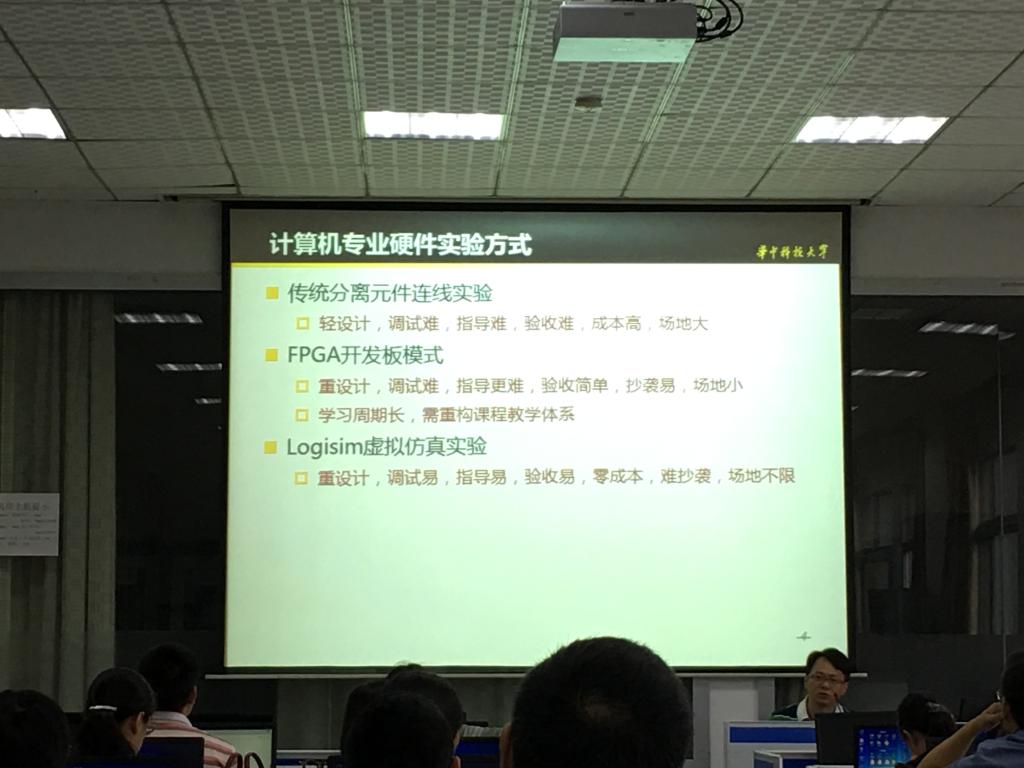 计算机专业硬件实验方式
华中科技大学
传统分离元件连线实验
轻设计，调试难，指导难，验收难，成本高，场地大
FPGA开发板模式
重设计，调试难，指导更难，验收简单，抄袭易，场地小
学习周期长，需重构课程教学体系
Logisim虚拟仿真实验
重设计，调试易，指导易，验收易，零成本，难抄袭，场地不限